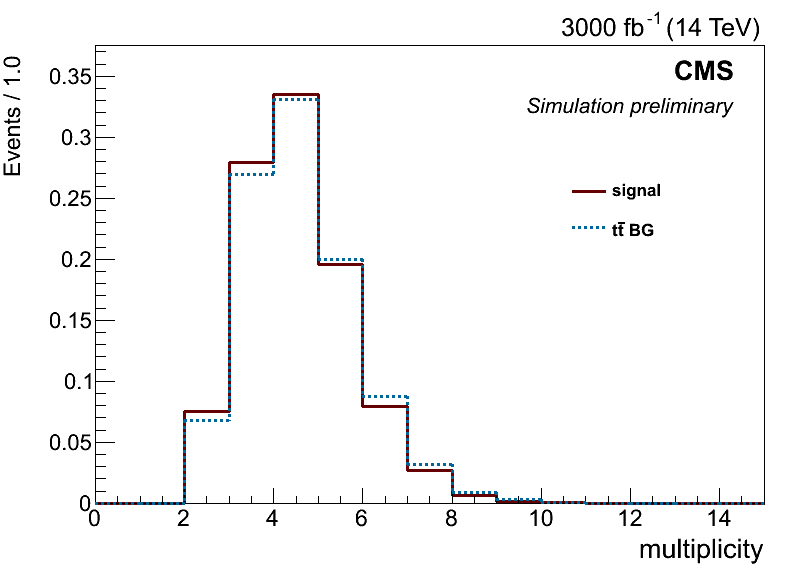 3000 fb⁻¹ (14 TeV)
CMS
Simulation preliminary
Events / 1.0
0.35
0.3
0.25
0.2
0.15
0.1
0.05
0
signal
tt̄ BG
0 2 4 6 8 10 12 14
multiplicity